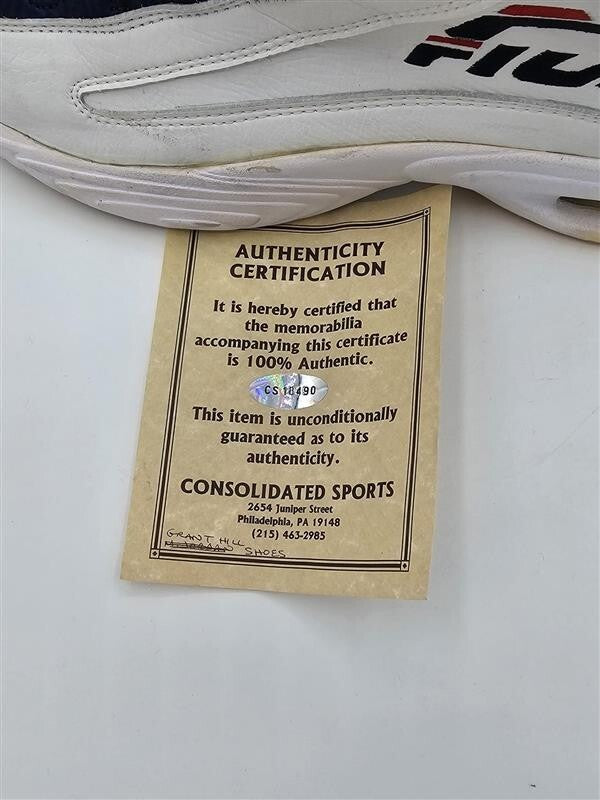 FILA
AUTHENTICITY
CERTIFICATION
It is hereby certified that
the memorabilia
accompanying this certificate
is 100% Authentic.
CS18490
This item is unconditionally
guaranteed as to its
authenticity.
CONSOLIDATED SPORTS
2654 Juniper Street
Philadelphia, PA 19148
(215) 463-2985
GRANT HILL
M. JORDAN SHOES